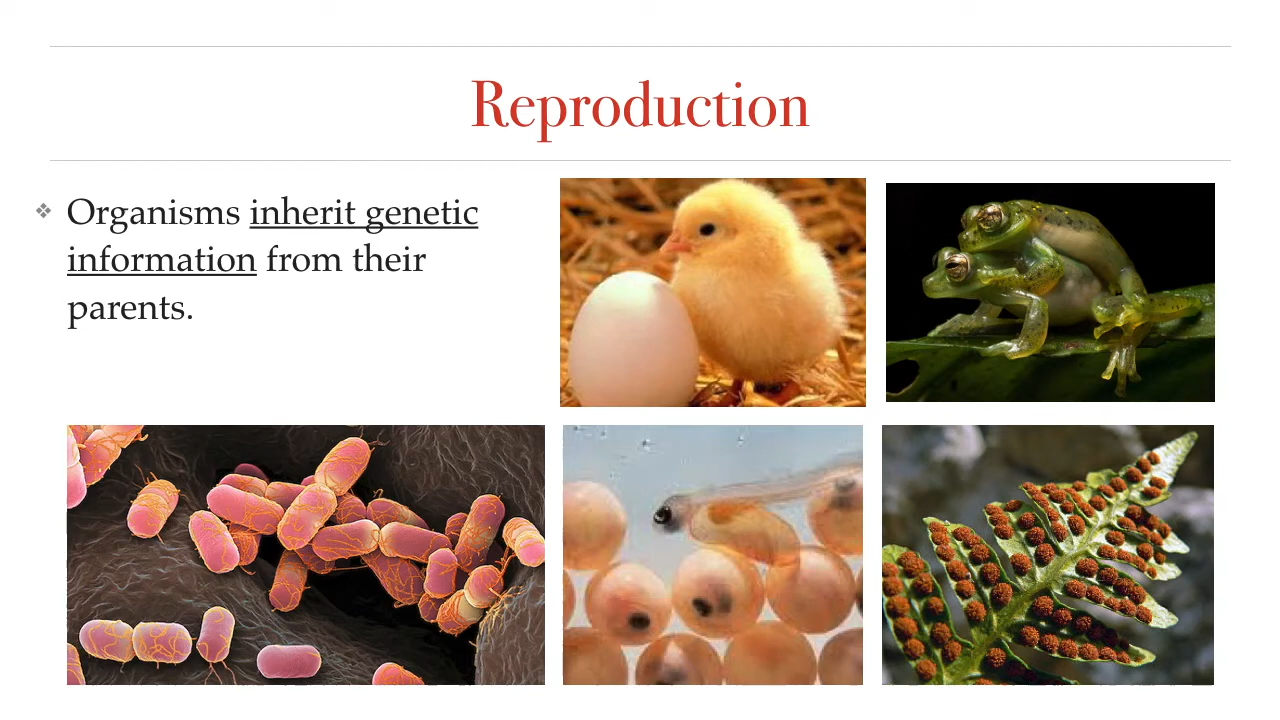 Reproduction
❖ Organisms inherit genetic
information from their
parents.